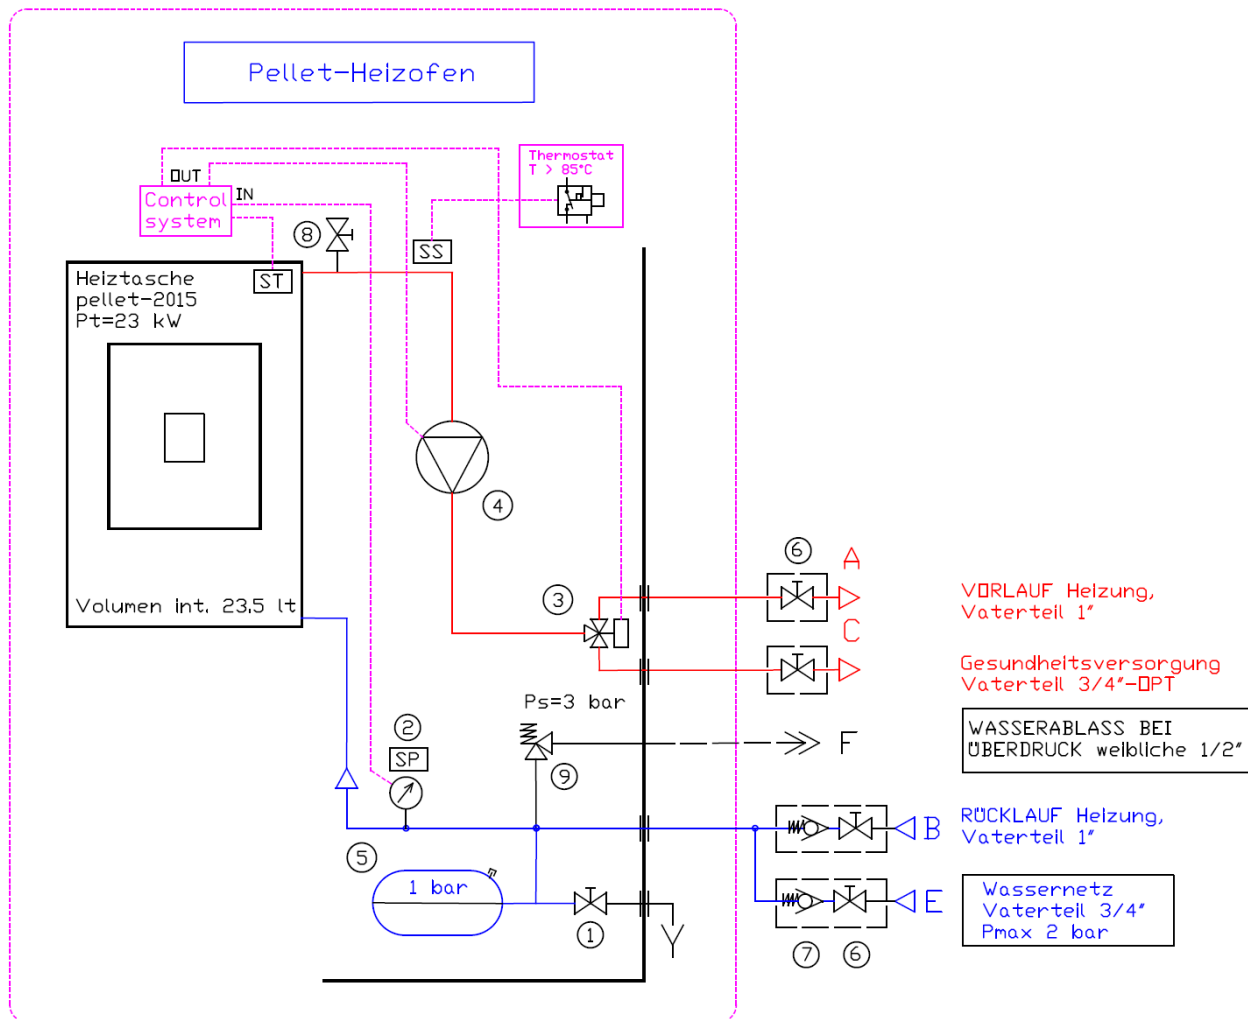 Pellet-Heizofen
Thermostat
T > 85°C
OUT
IN
Control
system
8
SS
Heiztasche
pellet-2015
Pt=23 kW
ST
4
6
A
3
VORLAUF Heizung,
Vaterteil 1"
Volumen int. 23.5 lt
C
Gesundheitsversorgung
Vaterteil 3/4"-OPT
Ps=3 bar
2
SP
F
WASSERABLASS BEI
ÜBERDRUCK weibliche 1/2"
9
B
RÜCKLAUF Heizung,
Vaterteil 1"
5
1 bar
E
Wassernetz
Vaterteil 3/4"
Pmax 2 bar
1
7
6